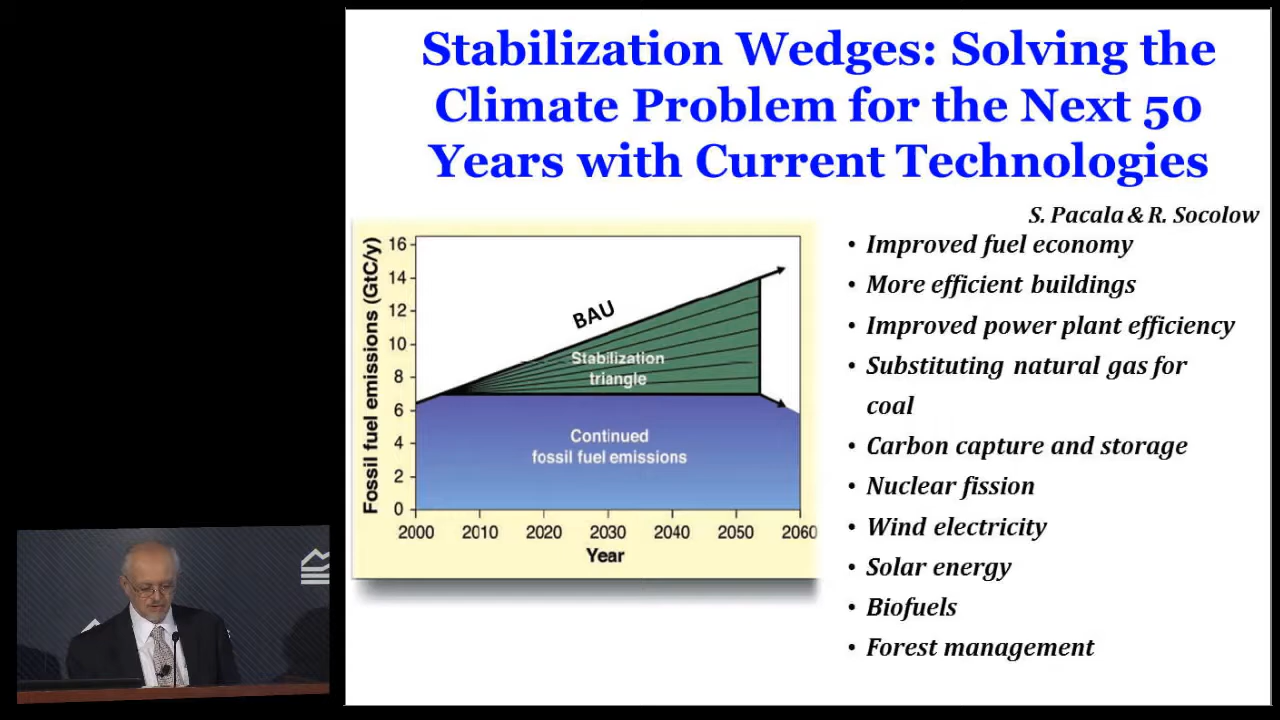 Stabilization Wedges: Solving the
Climate Problem for the Next 50
Years with Current Technologies
S. Pacala & R. Socolow
Fossil fuel emissions (GtC/y)
16
14
12
10
8
6
4
2
0
BAU
Stabilization
triangle
Continued
fossil fuel emissions
2000 2010 2020 2030 2040 2050 2060
Year
• Improved fuel economy
• More efficient buildings
• Improved power plant efficiency
• Substituting natural gas for
coal
• Carbon capture and storage
• Nuclear fission
• Wind electricity
• Solar energy
• Biofuels
• Forest management